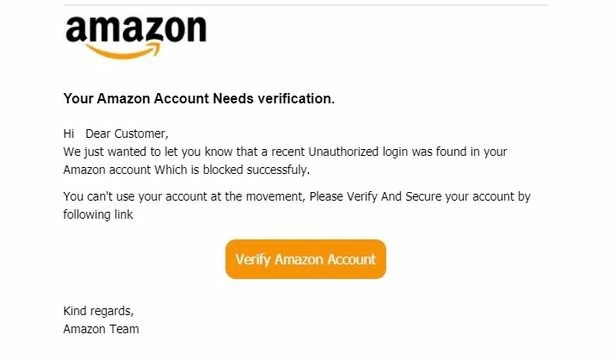 amazon
Your Amazon Account Needs verification.
Hi Dear Customer,
We just wanted to let you know that a recent Unauthorized login was found in your
Amazon account Which is blocked successfuly.
You can't use your account at the movement, Please Verify And Secure your account by
following link
Verify Amazon Account
Kind regards,
Amazon Team